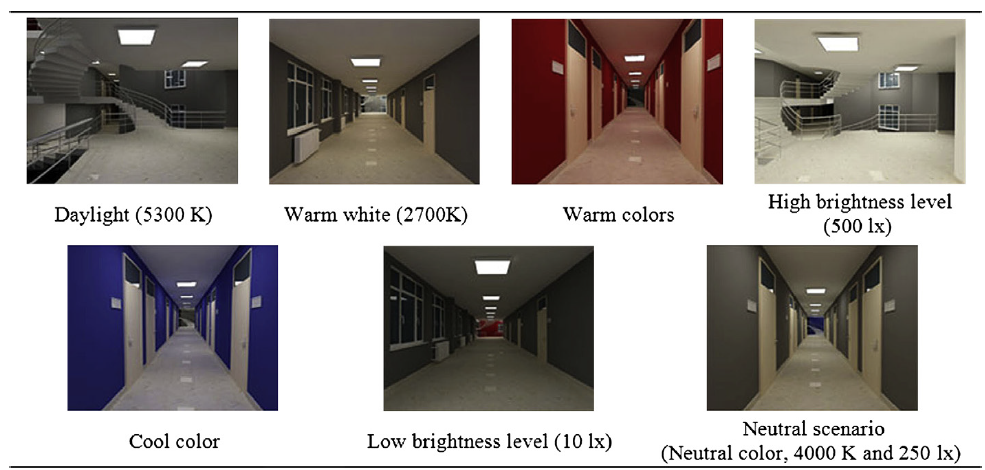 Daylight (5300 K)
Warm white (2700K)
Warm colors
High brightness level
(500 lx)
Cool color
Low brightness level (10 lx)
Neutral scenario
(Neutral color, 4000 K and 250 lx)